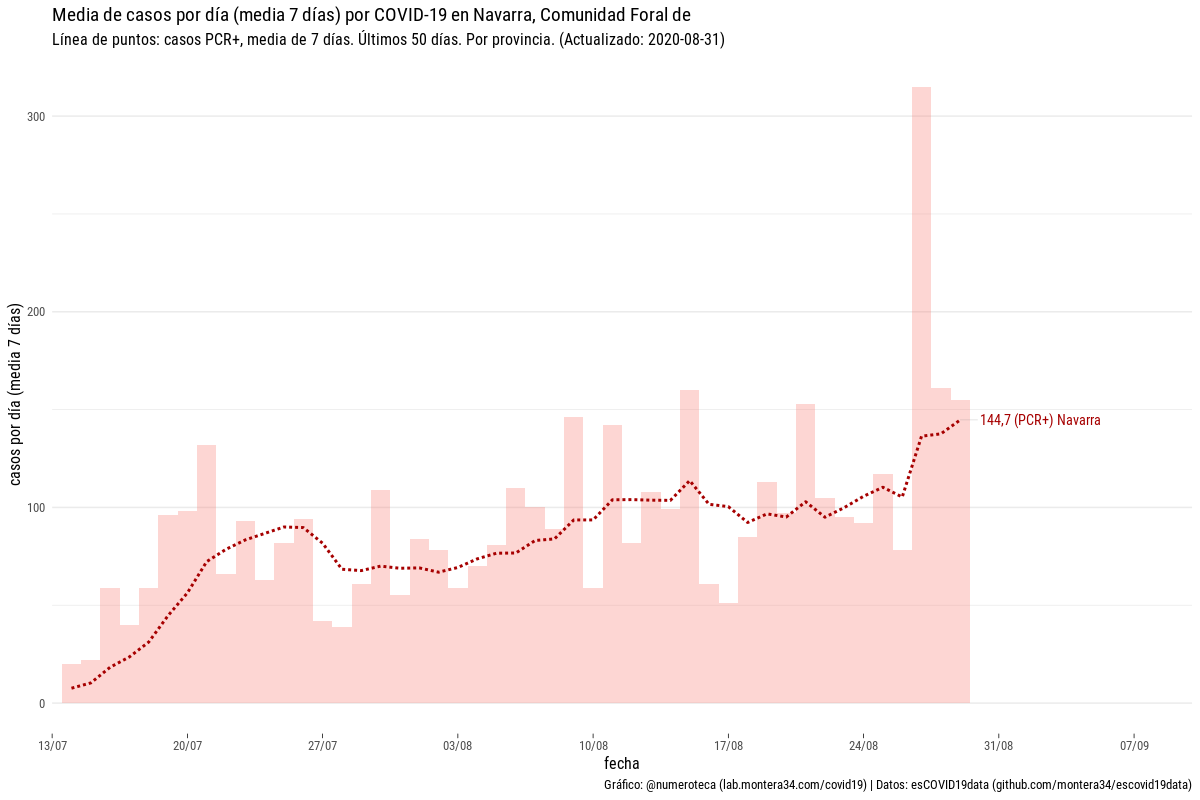 Media de casos por día (media 7 días) por COVID-19 en Navarra, Comunidad Foral de
Línea de puntos: casos PCR+, media de 7 días. Últimos 50 días. Por provincia. (Actualizado: 2020-08-31)
casos por día (media 7 días)
300
200
100
0
144,7 (PCR+) Navarra
13/07 20/07 27/07 03/08 10/08 17/08 24/08 31/08 07/09
fecha
Gráfico: @numeroteca (lab.montera34.com/covid19) | Datos: esCOVID19data (github.com/montera34/escovid19data)